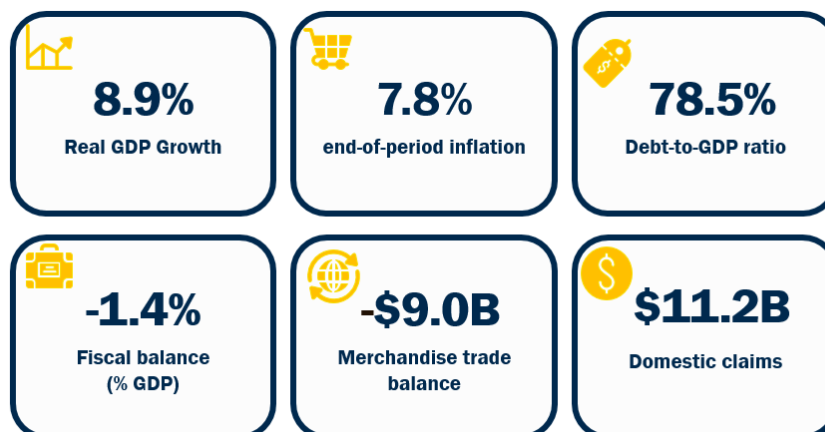 8.9%
Real GDP Growth
7.8%
end-of-period inflation
78.5%
Debt-to-GDP ratio
-1.4%
Fiscal balance
(% GDP)
-$9.0B
Merchandise trade
balance
$11.2B
Domestic claims